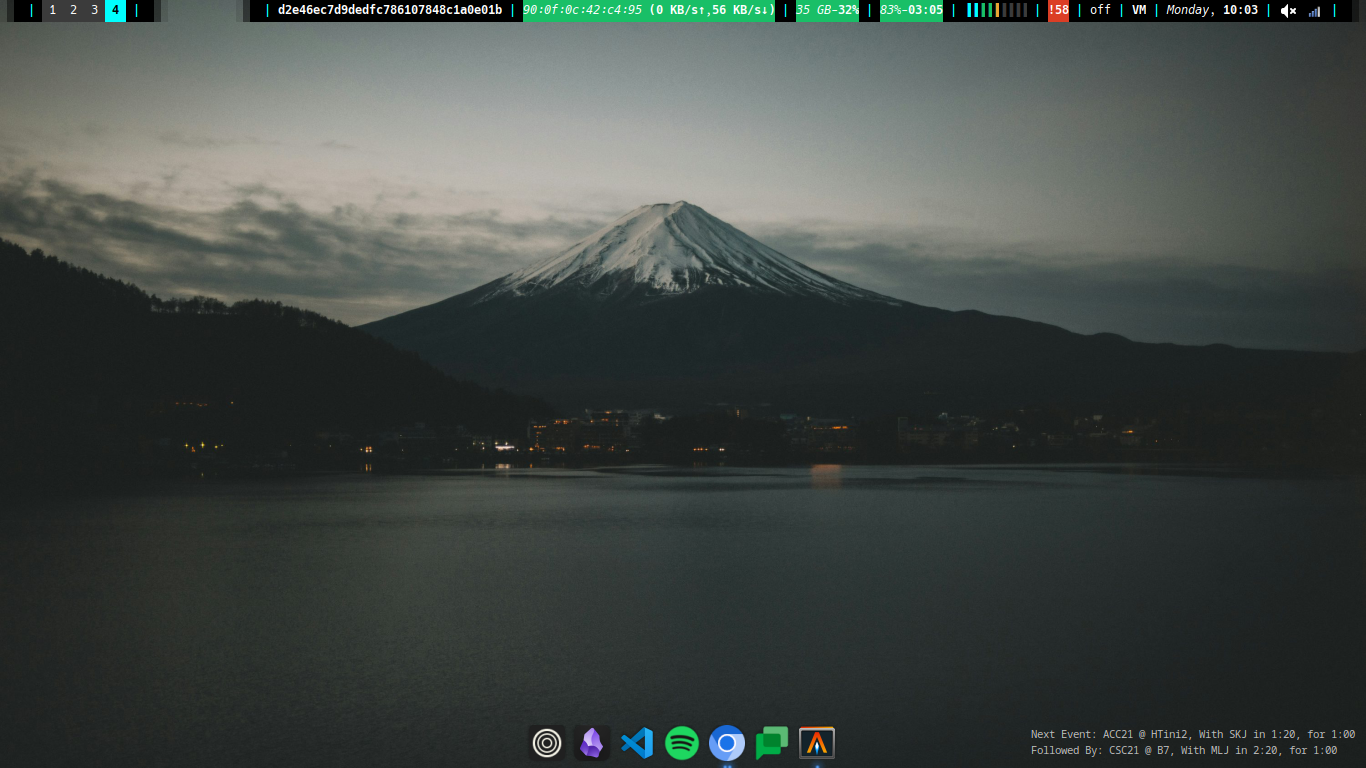 | 1 2 3 4 | | d2e46ec7d9dedfc786107848c1a0e01b | 90:0f:0c:42:c4:95 (0 KB/s↑,56 KB/s↓) | 35 GB-32% | 83%-03:05 | | !58 | off | VM | Monday, 10:03 | |
Next Event: ACC21 @ HTini2, With SKJ in 1:20, for 1:00
Followed By: CSC21 @ B7, With MLJ in 2:20, for 1:00